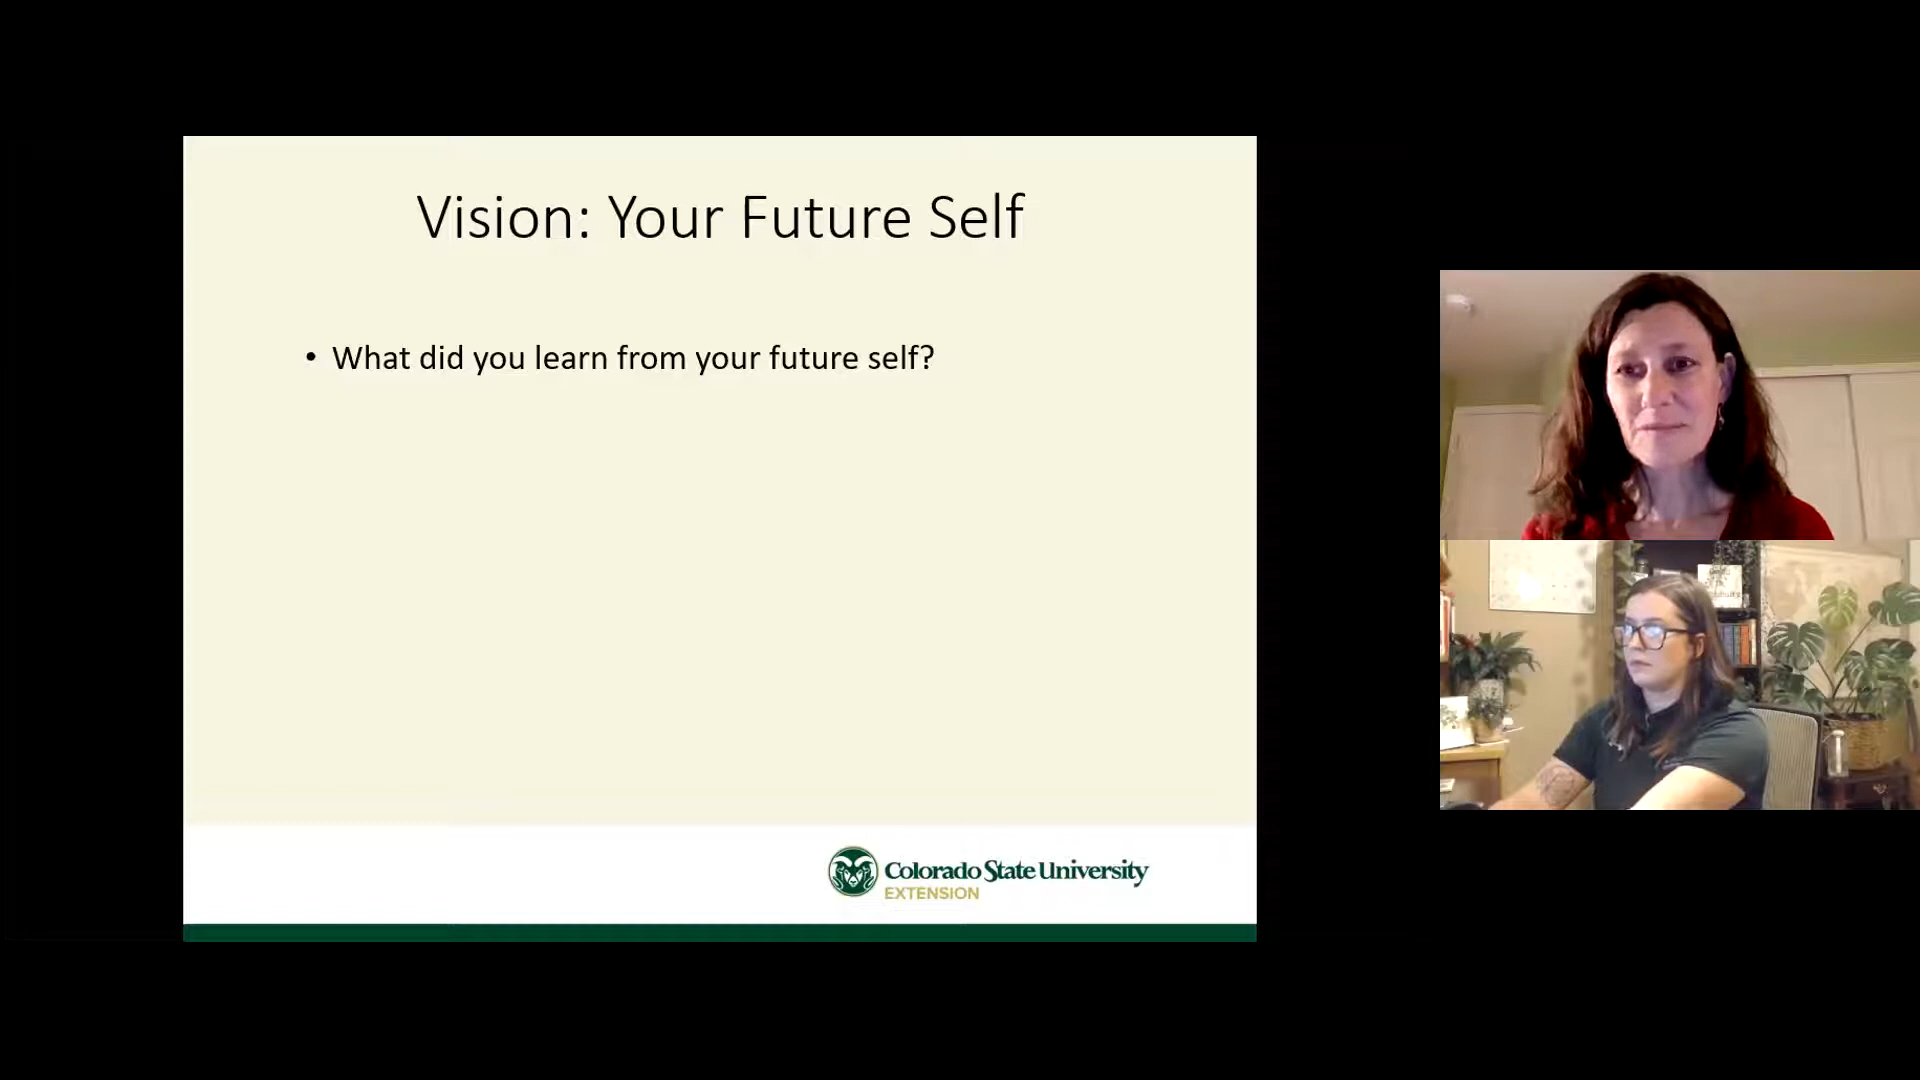 Vision: Your Future Self
• What did you learn from your future self?
Colorado State University
EXTENSION